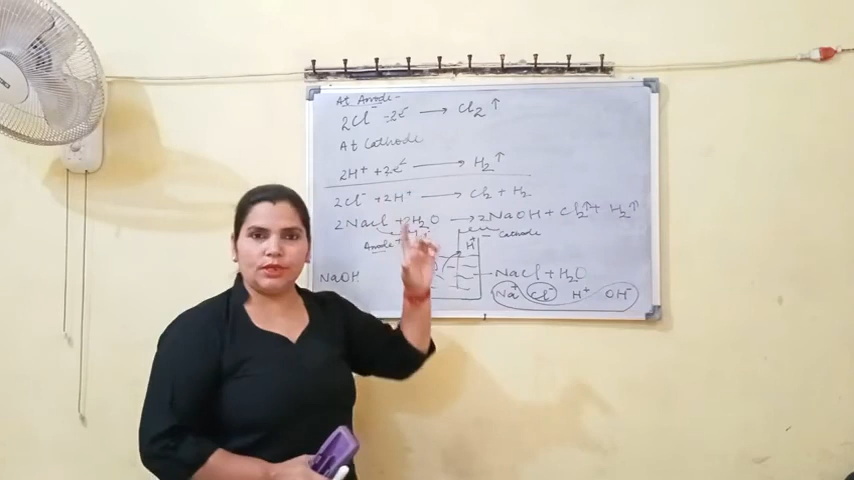 At Anode-
2Cl⁻ -2e⁻ → Cl₂ ↑
At Cathode
2H⁺ + 2e⁻ → H₂ ↑
2Cl⁻ + 2H⁺ → Cl₂ + H₂
2NaCl + 2H₂O → 2NaOH + Cl₂↑ + H₂↑
Anode +
H⁺
- Cathode
NaOH
NaCl + H₂O
Na⁺ Cl⁻ H⁺ OH⁻